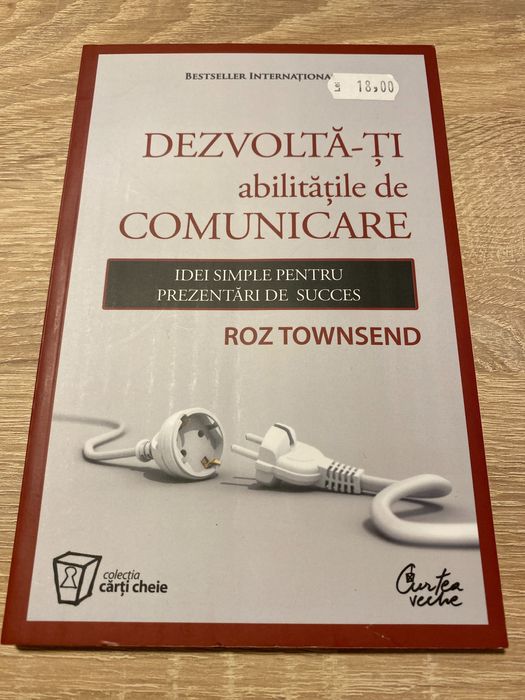 BESTSELLER INTERNAȚIONA
18,00
DEZVOLTĂ-ȚI
abilitățile de
COMUNICARE
IDEI SIMPLE PENTRU
PREZENTĂRI DE SUCCES
ROZ TOWNSEND
colecția
cărți cheie
Curtea
veche